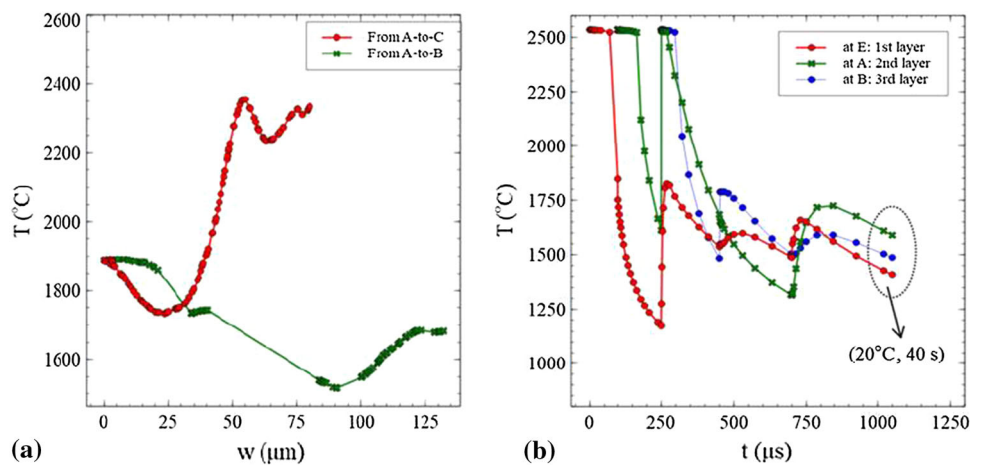 2600
2400
2200
2000
1800
1600
T (°C)
0
25
50
75
100
125
w (μm)
From A-to-C
From A-to-B
(a)
2500
2250
2000
1750
1500
1250
1000
T (°C)
0
250
500
750
1000
1250
t (μs)
at E: 1st layer
at A: 2nd layer
at B: 3rd layer
(20°C, 40 s)
(b)